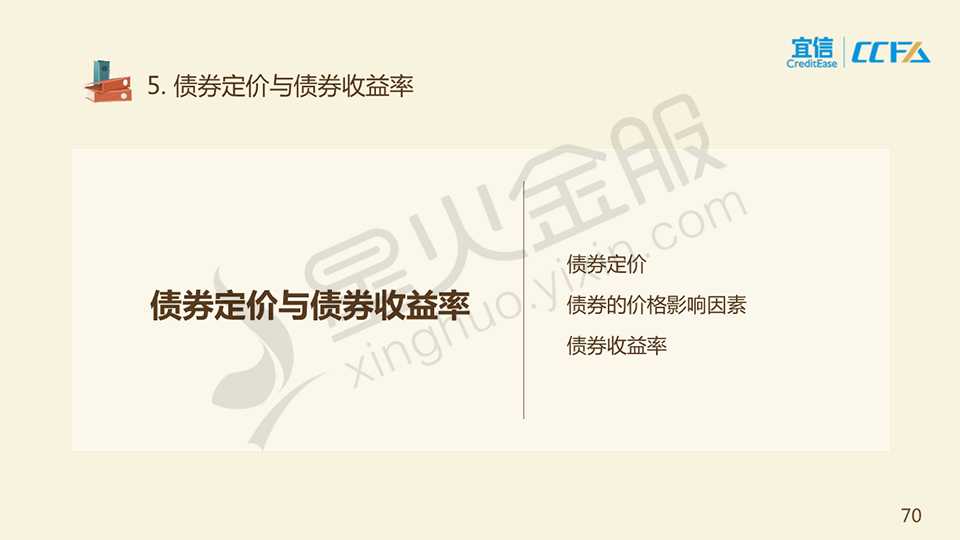 宜信
CreditEase
CCFA
5. 债券定价与债券收益率
债券定价与债券收益率
债券定价
债券的价格影响因素
债券收益率
星火金服
xinghuo.yixin.com
70